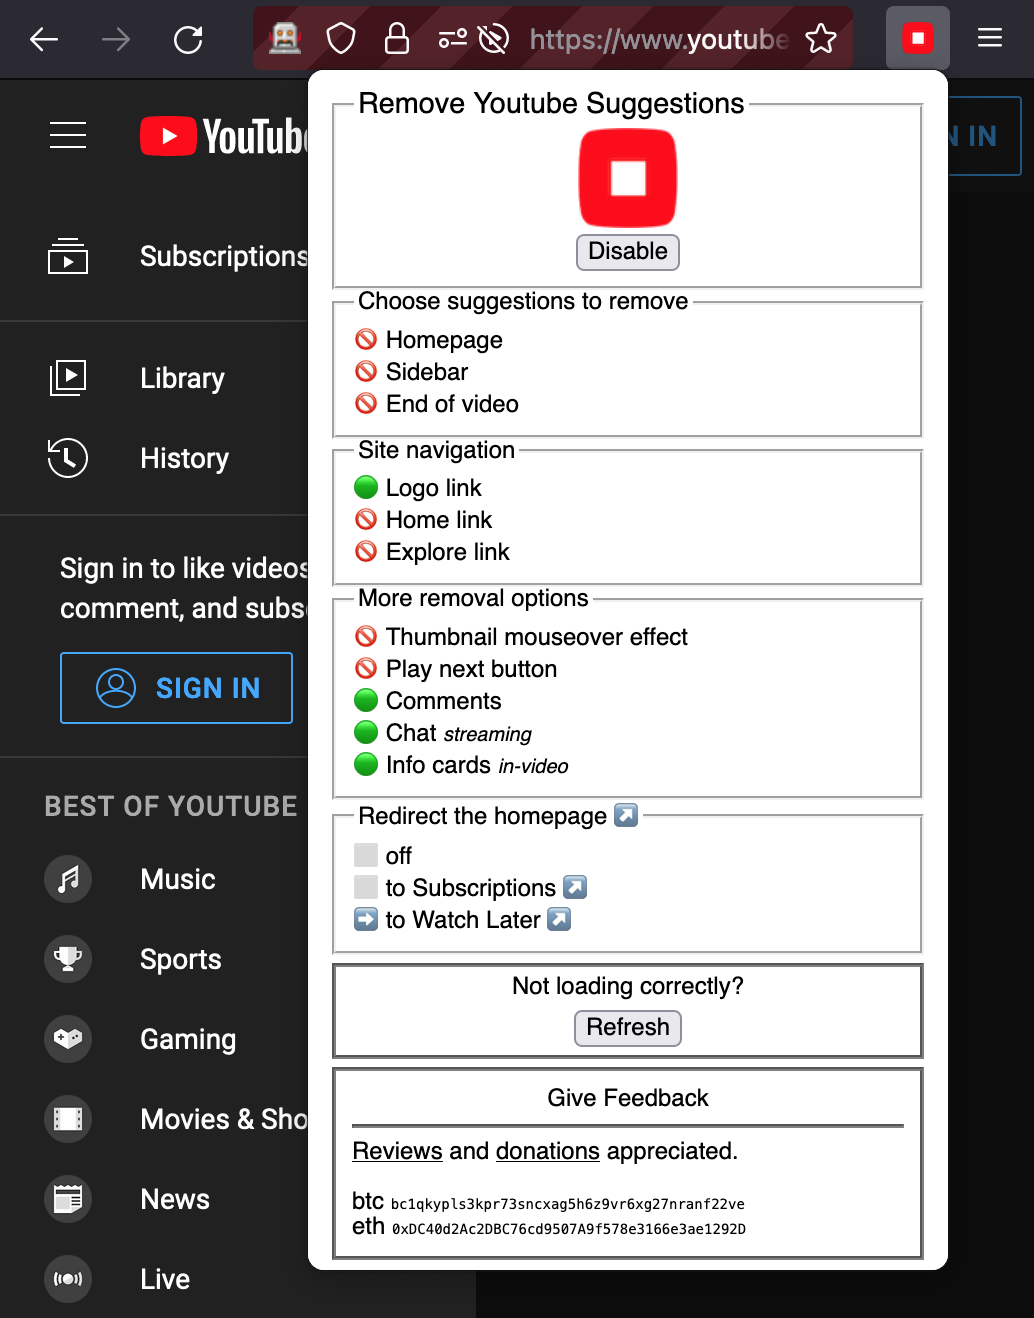 https://www.youtube
YouTube
N IN
Remove Youtube Suggestions
Disable
Subscriptions
Library
History
Sign in to like videos
comment, and subs
SIGN IN
BEST OF YOUTUBE
Music
Sports
Gaming
Movies & Sho
News
Live
Choose suggestions to remove
Homepage
Sidebar
End of video
Site navigation
Logo link
Home link
Explore link
More removal options
Thumbnail mouseover effect
Play next button
Comments
Chat streaming
Info cards in-video
Redirect the homepage
off
to Subscriptions
to Watch Later
Not loading correctly?
Refresh
Give Feedback
Reviews and donations appreciated.
btc bc1qkypls3kpr73sncxag5h6z9vr6xg27nranf22ve
eth 0xDC40d2Ac2DBC76cd9507A9f578e3166e3ae1292D